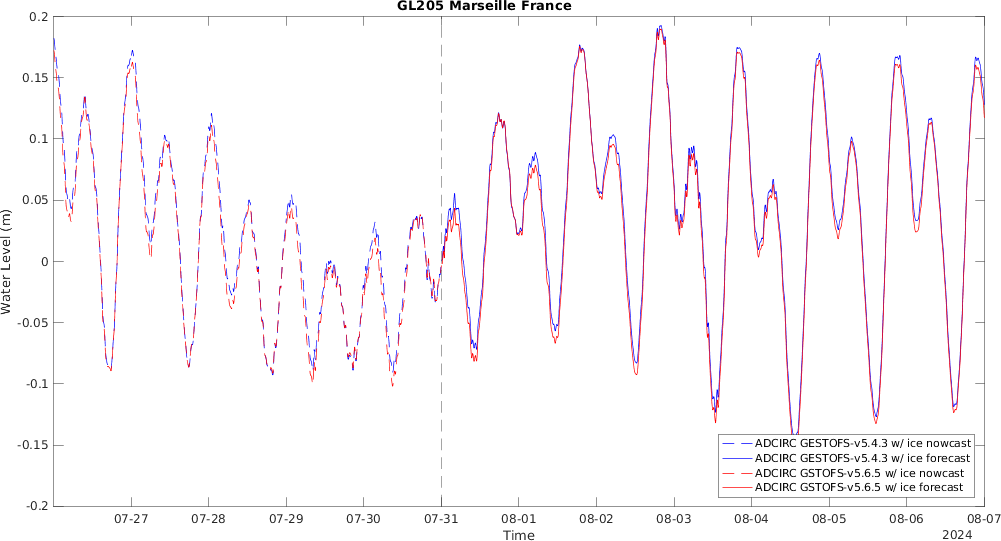 GL205 Marseille France
0.2
0.15
0.1
0.05
0
-0.05
-0.1
-0.15
-0.2
Water Level (m)
ADCIRC GESTOFS-v5.4.3 w/ ice nowcast
ADCIRC GESTOFS-v5.4.3 w/ ice forecast
ADCIRC GSTOFS-v5.6.5 w/ ice nowcast
ADCIRC GSTOFS-v5.6.5 w/ ice forecast
07-27 07-28 07-29 07-30 07-31 08-01 08-02 08-03 08-04 08-05 08-06 08-07
Time
2024